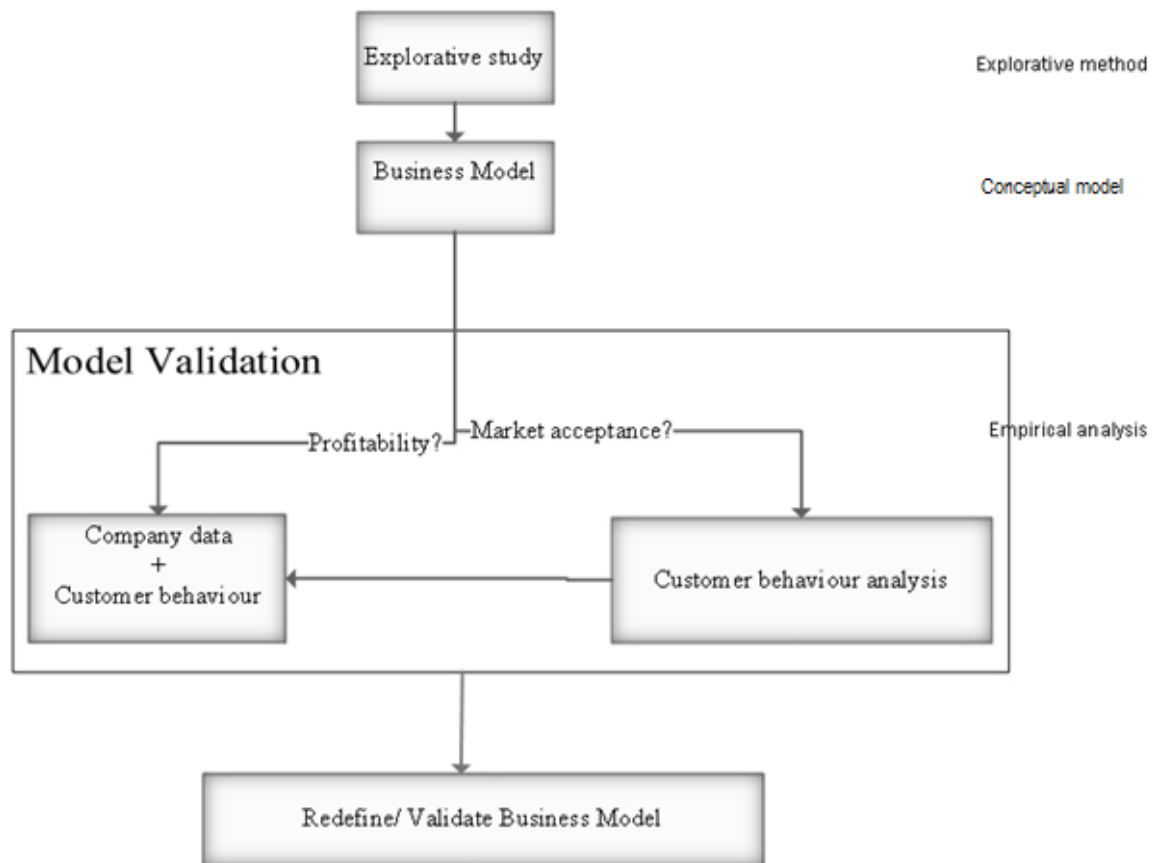 Explorative study
Explorative method
Business Model
Conceptual model
Model Validation
Profitability?
Market acceptance?
Empirical analysis
Company data
+
Customer behaviour
Customer behaviour analysis
Redefine/ Validate Business Model